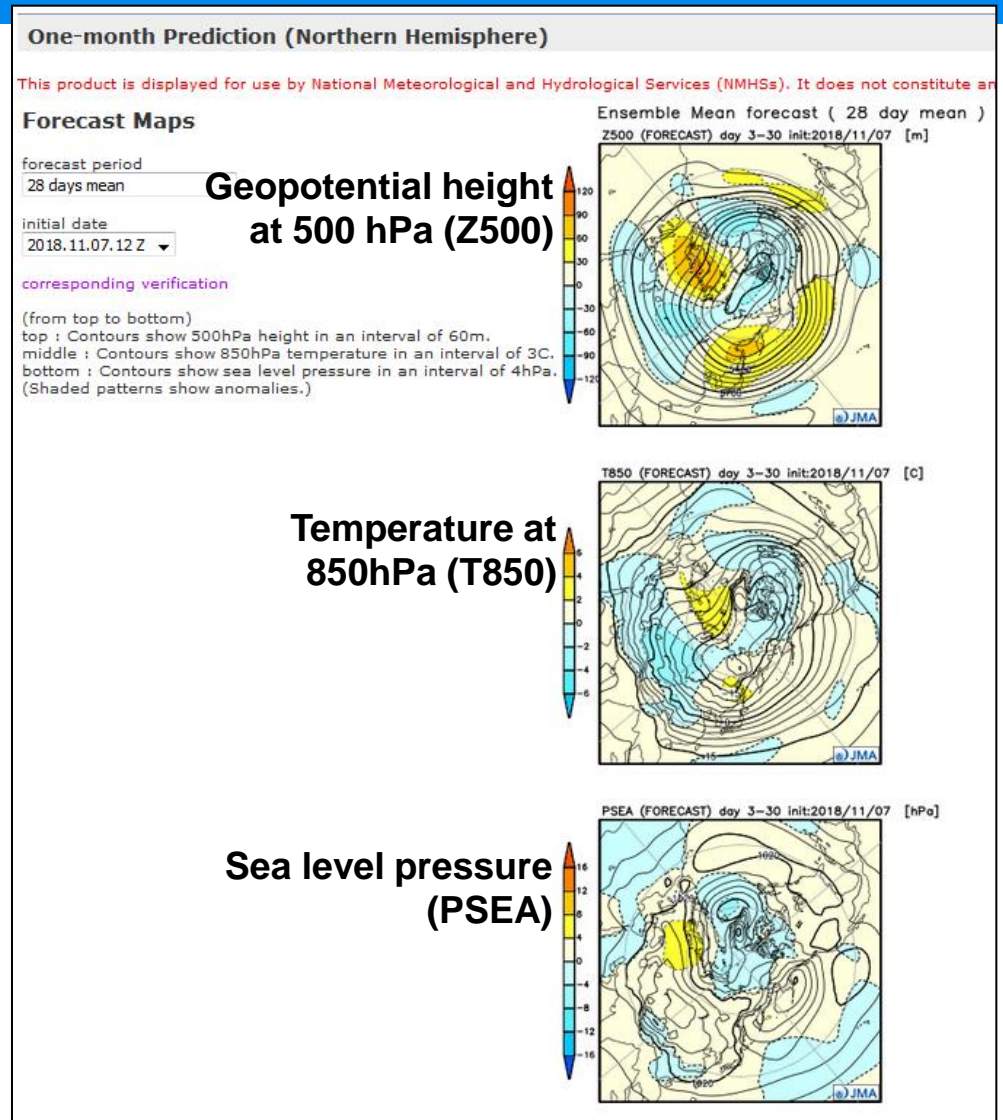 One-month Prediction (Northern Hemisphere)
This product is displayed for use by National Meteorological and Hydrological Services (NMHSs). It does not constitute an
Forecast Maps
forecast period
28 days mean
initial date
2018.11.07.12 Z
corresponding verification
(from top to bottom)
top : Contours show 500hPa height in an interval of 60m.
middle : Contours show 850hPa temperature in an interval of 3C.
bottom : Contours show sea level pressure in an interval of 4hPa.
(Shaded patterns show anomalies.)
Geopotential height
at 500 hPa (Z500)
Ensemble Mean forecast ( 28 day mean )
Z500 (FORECAST) day 3-30 init:2018/11/07 [m]
120
90
60
30
0
-30
-60
-90
-120
5700
JMA
Temperature at
850hPa (T850)
T850 (FORECAST) day 3-30 init:2018/11/07 [C]
6
4
2
0
-2
-4
-6
-15
JMA
Sea level pressure
(PSEA)
PSEA (FORECAST) day 3-30 init:2018/11/07 [hPa]
16
12
8
4
0
-4
-8
-12
-16
1020
1020
JMA